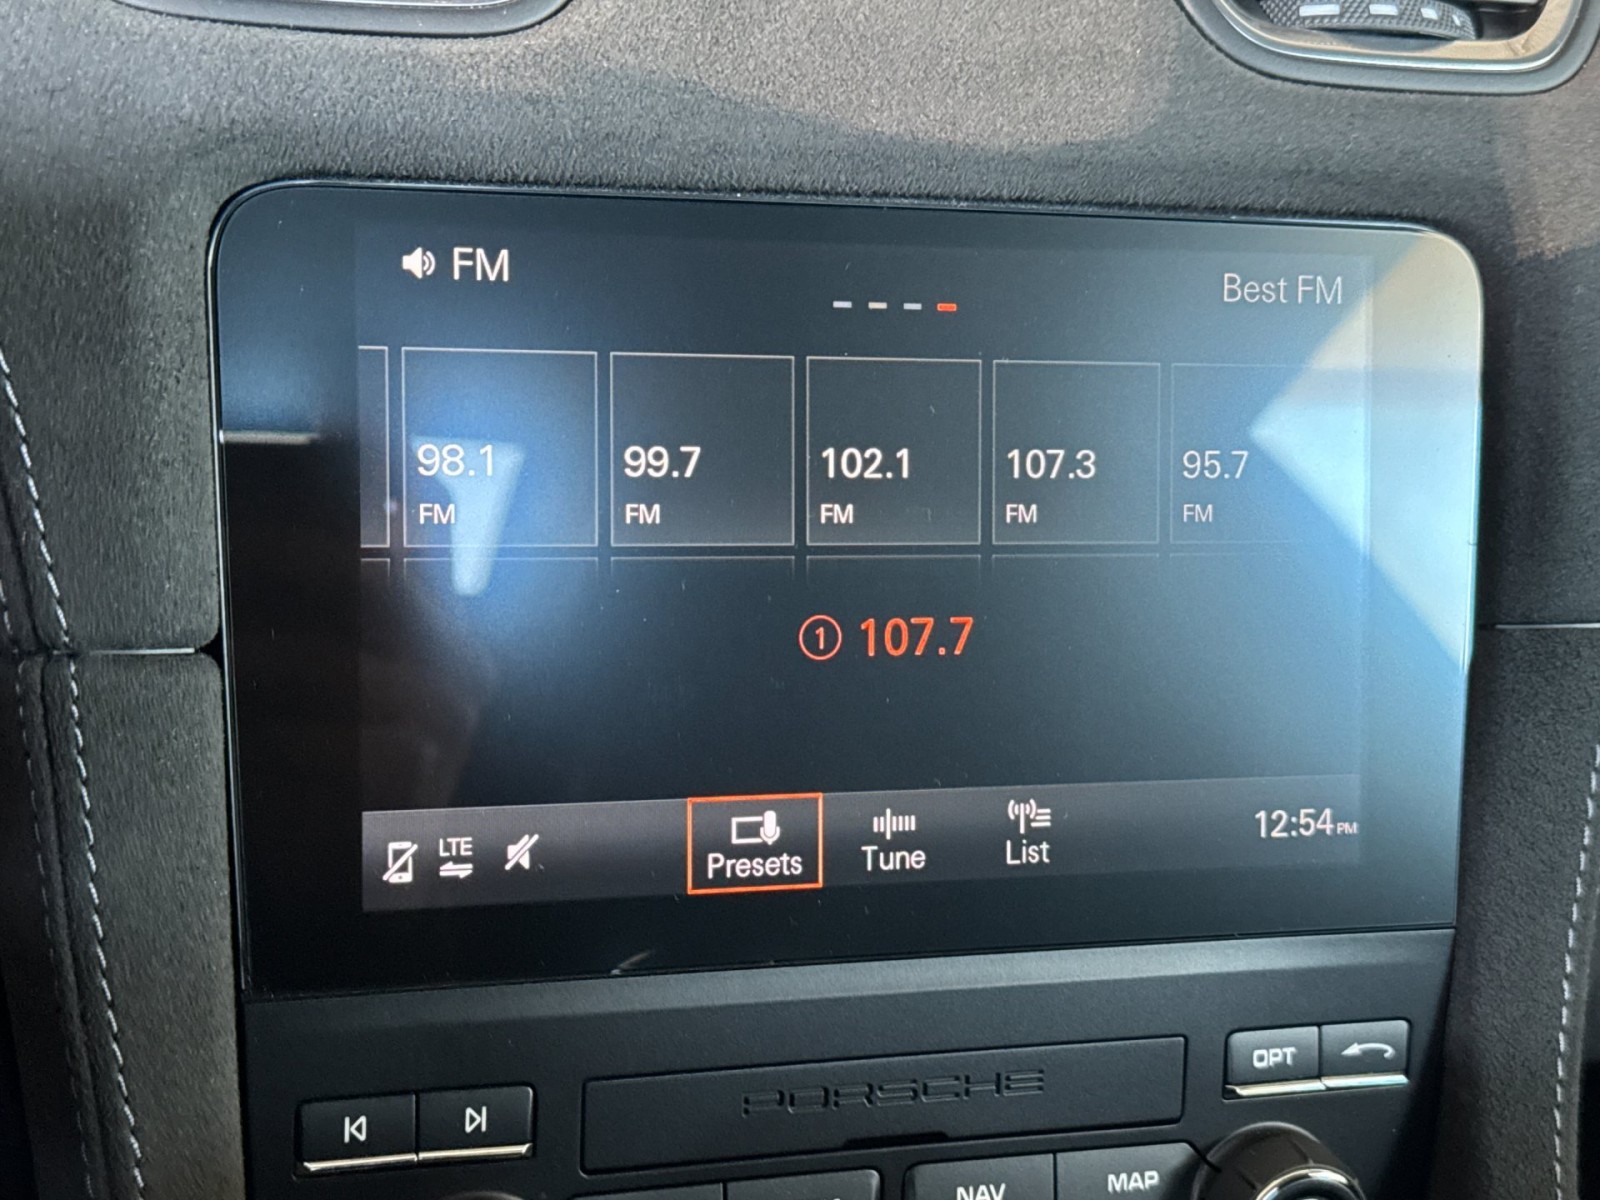 FM
Best FM
98.1
FM
99.7
FM
102.1
FM
107.3
FM
95.7
FM
1 107.7
LTE
Presets
Tune
List
12:54 PM
PORSCHE
OPT
NAV
MAP